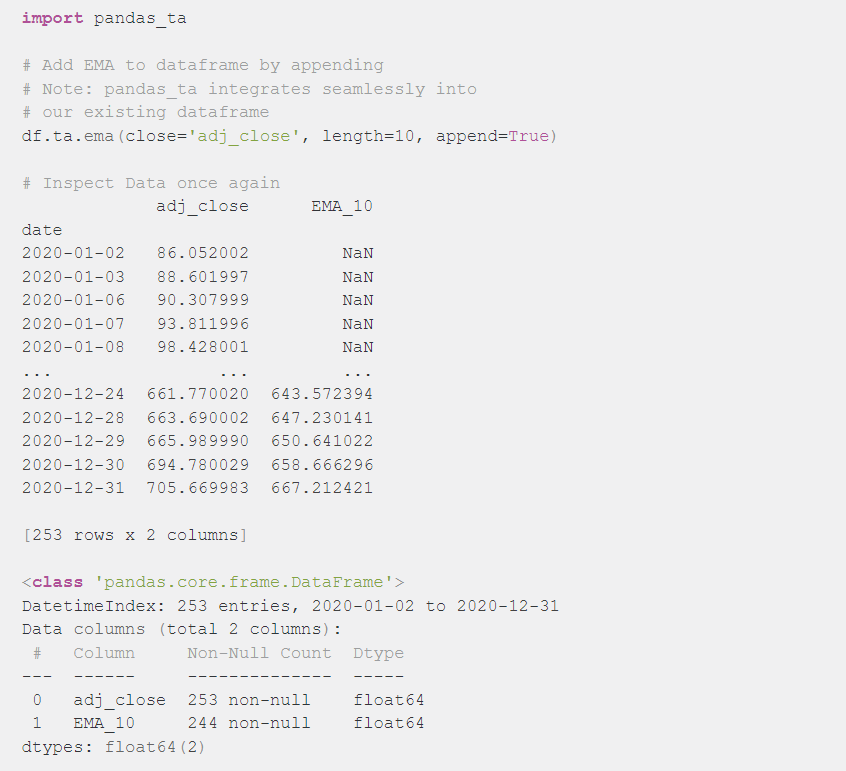 import pandas_ta

# Add EMA to dataframe by appending
# Note: pandas_ta integrates seamlessly into
# our existing dataframe
df.ta.ema(close='adj_close', length=10, append=True)

# Inspect Data once again
             adj_close      EMA_10
date
2020-01-02   86.052002         NaN
2020-01-03   88.601997         NaN
2020-01-06   90.307999         NaN
2020-01-07   93.811996         NaN
2020-01-08   98.428001         NaN
...                ...         ...
2020-12-24  661.770020  643.572394
2020-12-28  663.690002  647.230141
2020-12-29  665.989990  650.641022
2020-12-30  694.780029  658.666296
2020-12-31  705.669983  667.212421

[253 rows x 2 columns]

<class 'pandas.core.frame.DataFrame'>
DatetimeIndex: 253 entries, 2020-01-02 to 2020-12-31
Data columns (total 2 columns):
 #   Column     Non-Null Count  Dtype
---  ------     --------------  -----
 0   adj_close  253 non-null    float64
 1   EMA_10     244 non-null    float64
dtypes: float64(2)